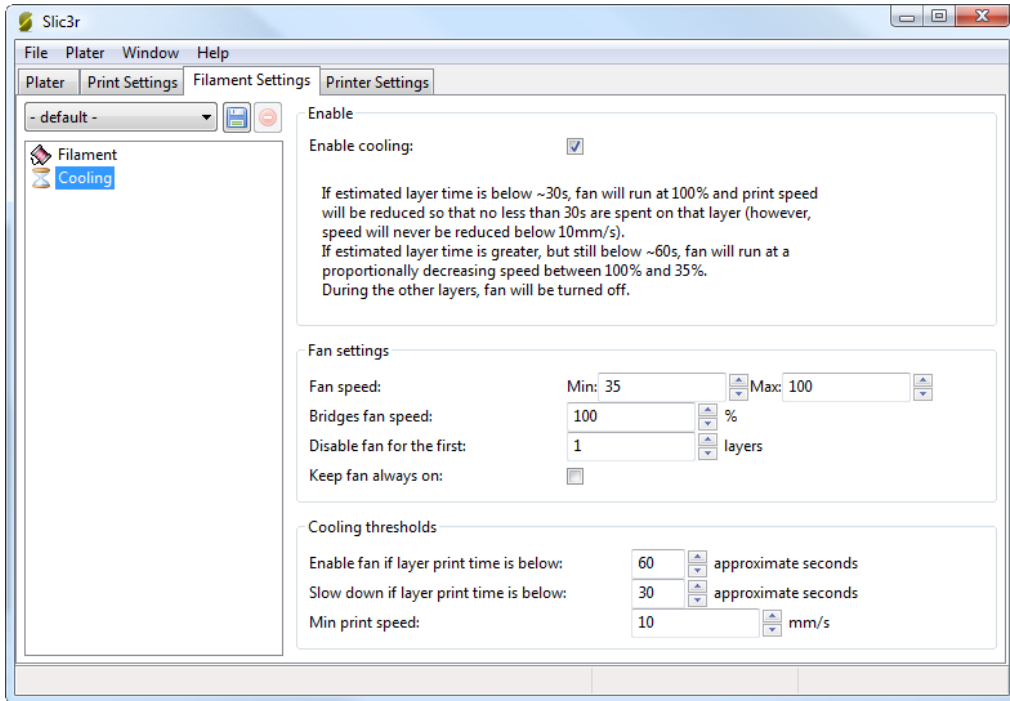 Slic3r
File Plater Window Help
Plater Print Settings Filament Settings Printer Settings
- default -
Filament
Cooling
Enable
Enable cooling:
If estimated layer time is below ~30s, fan will run at 100% and print speed
will be reduced so that no less than 30s are spent on that layer (however,
speed will never be reduced below 10mm/s).
If estimated layer time is greater, but still below ~60s, fan will run at a
proportionally decreasing speed between 100% and 35%.
During the other layers, fan will be turned off.
Fan settings
Fan speed: Min: 35 Max: 100
Bridges fan speed: 100 %
Disable fan for the first: 1 layers
Keep fan always on:
Cooling thresholds
Enable fan if layer print time is below: 60 approximate seconds
Slow down if layer print time is below: 30 approximate seconds
Min print speed: 10 mm/s